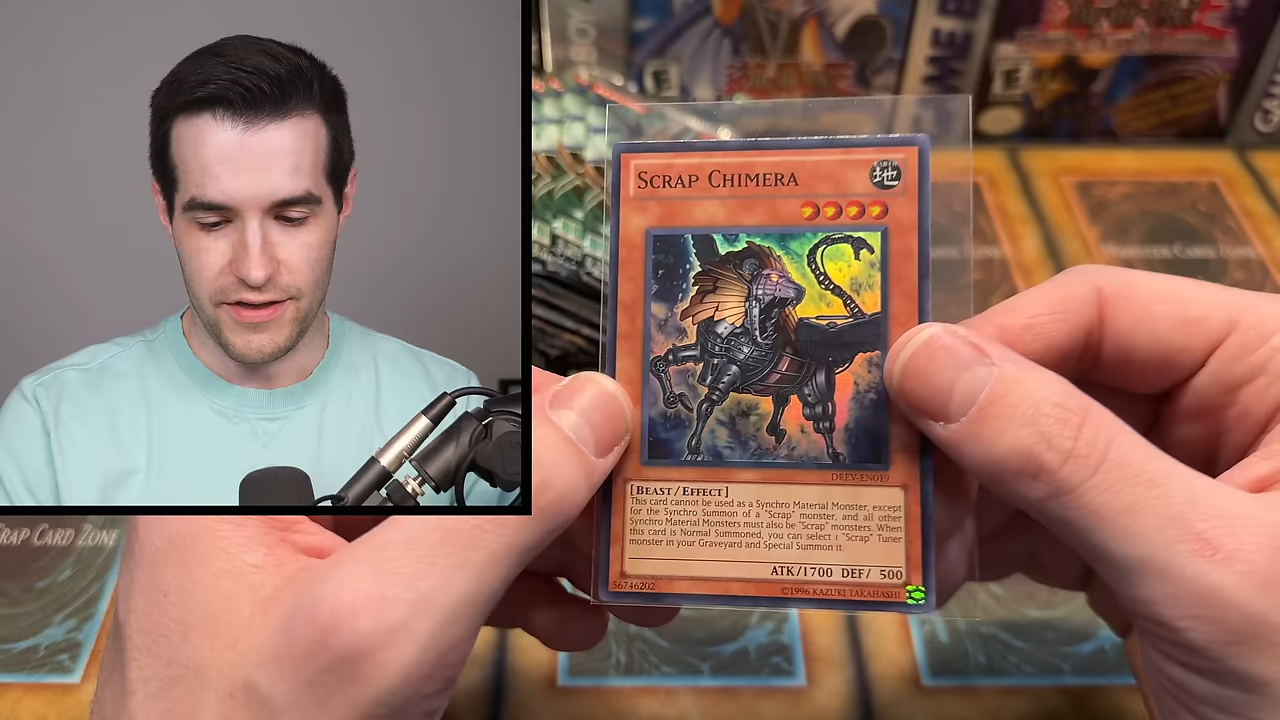 SCRAP CHIMERA
地
DREV-EN019
[BEAST/EFFECT]
This card cannot be used as a Synchro Material Monster, except
for the Synchro Summon of a "Scrap" monster, and all other
Synchro Material Monsters must also be "Scrap" monsters. When
this card is Normal Summoned, you can select 1 "Scrap" Tuner
monster in your Graveyard and Special Summon it.
ATK/1700 DEF/ 500
56746202
©1996 KAZUKI TAKAHASHI
E
E
RAP CARD ZONE